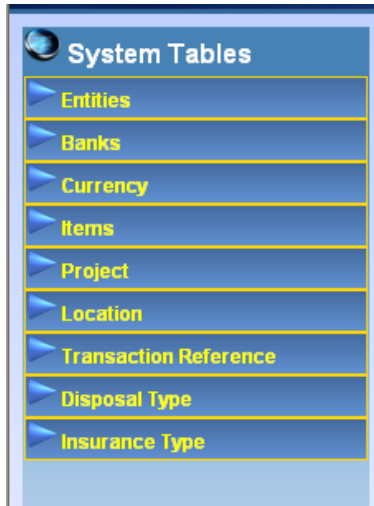 System Tables
Entities
Banks
Currency
Items
Project
Location
Transaction Reference
Disposal Type
Insurance Type